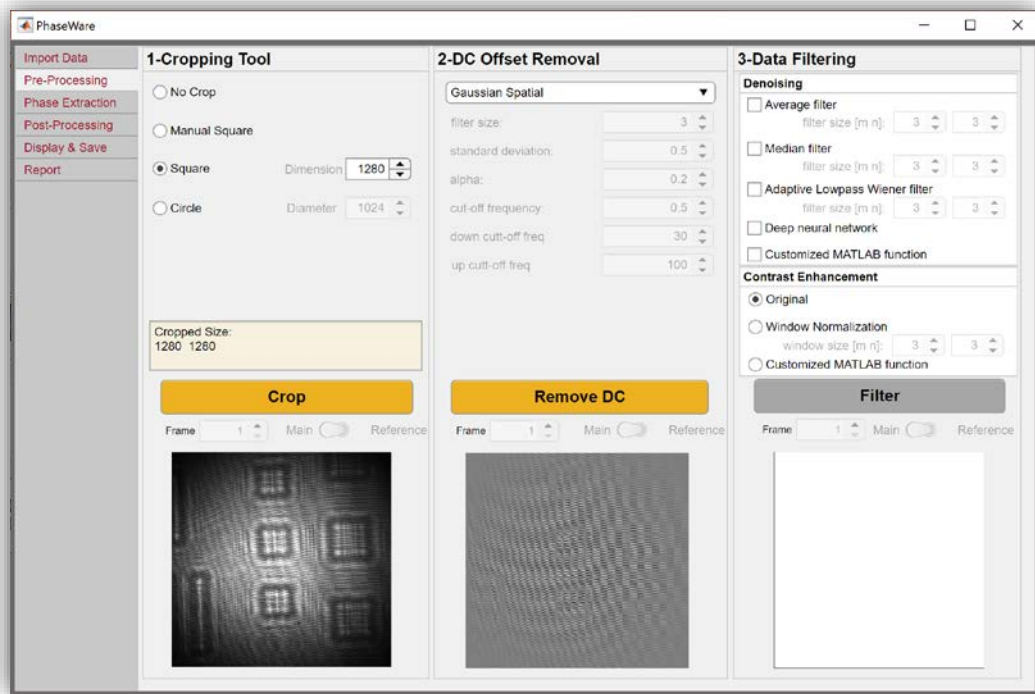 PhaseWare
Import Data
Pre-Processing
Phase Extraction
Post-Processing
Display & Save
Report
1-Cropping Tool
No Crop
Manual Square
Square Dimension 1280
Circle Diameter 1024
Cropped Size:
1280 1280
Crop
Frame 1 Main Reference
2-DC Offset Removal
Gaussian Spatial
filter size: 3
standard deviation: 0.5
alpha: 0.2
cut-off frequency: 0.5
down cutt-off freq 30
up cutt-off freq 100
Remove DC
Frame 1 Main Reference
3-Data Filtering
Denoising
Average filter
filter size [m n]: 3 3
Median filter
filter size [m n]: 3 3
Adaptive Lowpass Wiener filter
filter size [m n]: 3 3
Deep neural network
Customized MATLAB function
Contrast Enhancement
Original
Window Normalization
window size [m n]: 3 3
Customized MATLAB function
Filter
Frame 1 Main Reference